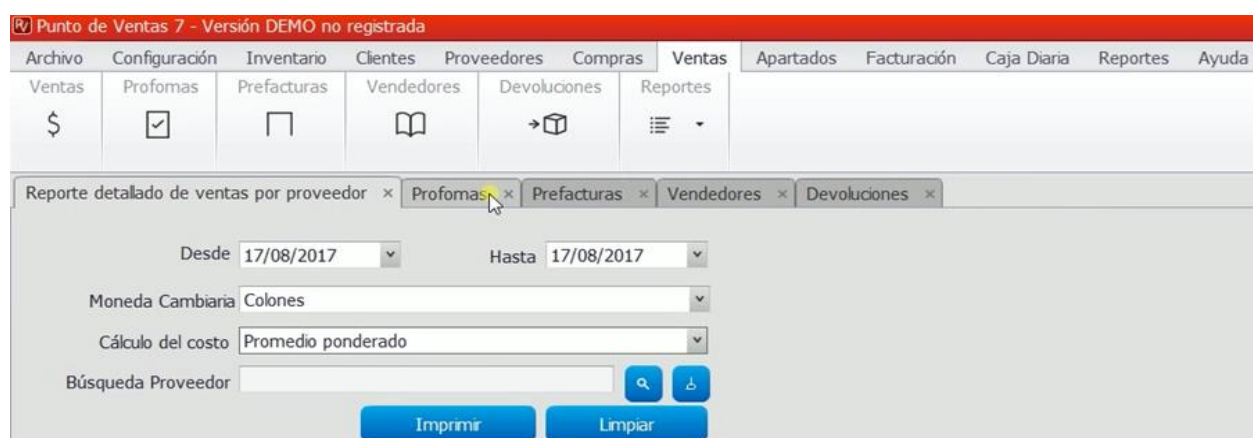 Punto de Ventas 7 - Versión DEMO no registrada
Archivo Configuración Inventario Clientes Proveedores Compras Ventas Apartados Facturación Caja Diaria Reportes Ayuda
Ventas Profomas Prefacturas Vendedores Devoluciones Reportes
Reporte detallado de ventas por proveedor × Profomas × Prefacturas × Vendedores × Devoluciones ×
Desde 17/08/2017 Hasta 17/08/2017
Moneda Cambiaria Colones
Cálculo del costo Promedio ponderado
Búsqueda Proveedor
Imprimir Limpiar